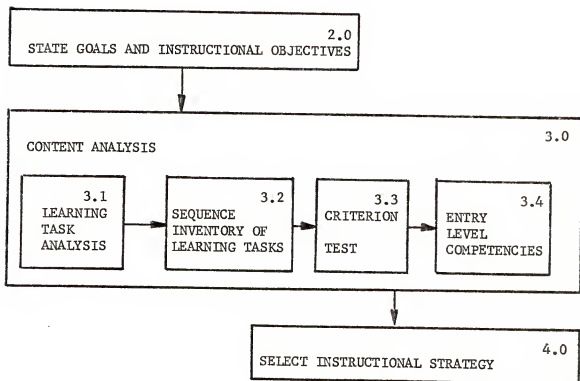 2.0
STATE GOALS AND INSTRUCTIONAL OBJECTIVES
3.0
CONTENT ANALYSIS
3.1
LEARNING
TASK
ANALYSIS
3.2
SEQUENCE
INVENTORY OF
LEARNING TASKS
3.3
CRITERION
TEST
3.4
ENTRY
LEVEL
COMPETENCIES
4.0
SELECT INSTRUCTIONAL STRATEGY